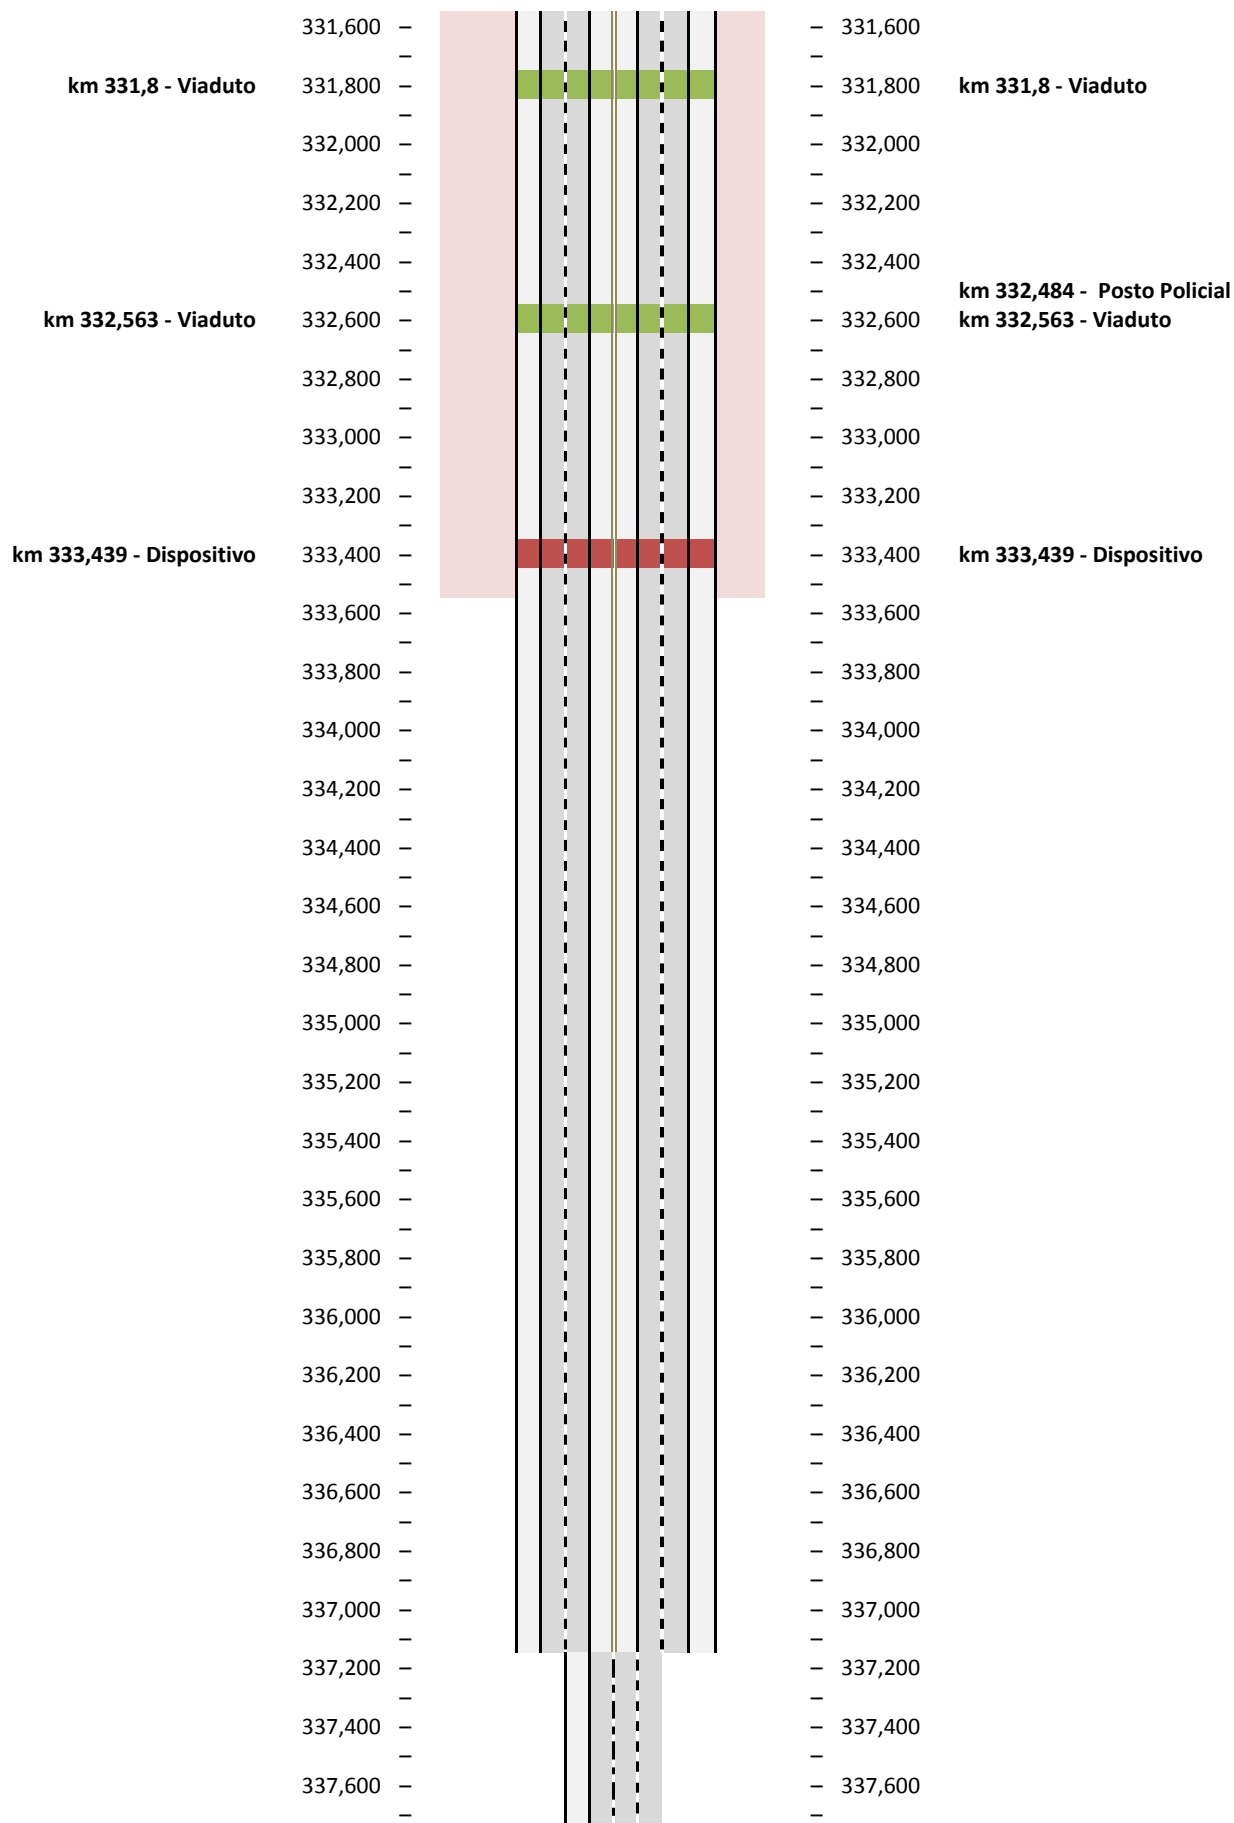 331,600 – – 331,600
km 331,8 - Viaduto 331,800 – – 331,800 km 331,8 - Viaduto
332,000 – – 332,000
332,200 – – 332,200
332,400 – – 332,400
km 332,484 -  Posto Policial
km 332,563 - Viaduto 332,600 – – 332,600 km 332,563 - Viaduto
332,800 – – 332,800
333,000 – – 333,000
333,200 – – 333,200
km 333,439 - Dispositivo 333,400 – – 333,400 km 333,439 - Dispositivo
333,600 – – 333,600
333,800 – – 333,800
334,000 – – 334,000
334,200 – – 334,200
334,400 – – 334,400
334,600 – – 334,600
334,800 – – 334,800
335,000 – – 335,000
335,200 – – 335,200
335,400 – – 335,400
335,600 – – 335,600
335,800 – – 335,800
336,000 – – 336,000
336,200 – – 336,200
336,400 – – 336,400
336,600 – – 336,600
336,800 – – 336,800
337,000 – – 337,000
337,200 – – 337,200
337,400 – – 337,400
337,600 – – 337,600